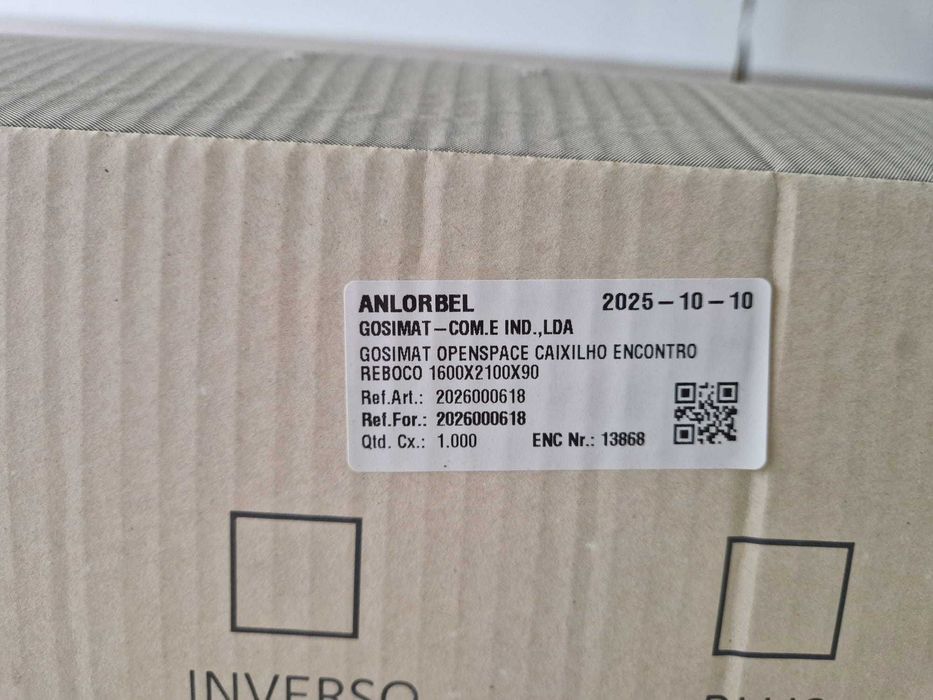 ANLORBEL 2025-10-10
GOSIMAT-COM.E IND.,LDA
GOSIMAT OPENSPACE CAIXILHO ENCONTRO
REBOCO 1600X2100X90
Ref.Art.: 2026000618
Ref.For.: 2026000618
Qtd. Cx.: 1.000 ENC Nr.: 13868
INVERSO